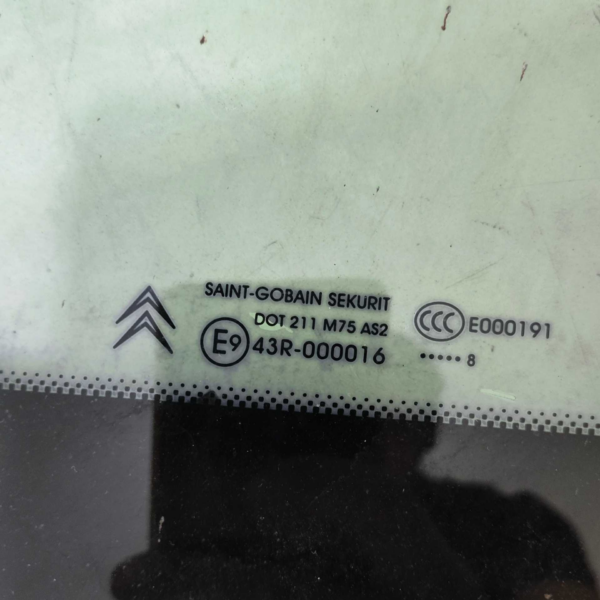 SAINT-GOBAIN SEKURIT
DOT 211 M75 AS2
E9 43R-000016
CCC E000191
••••• 8